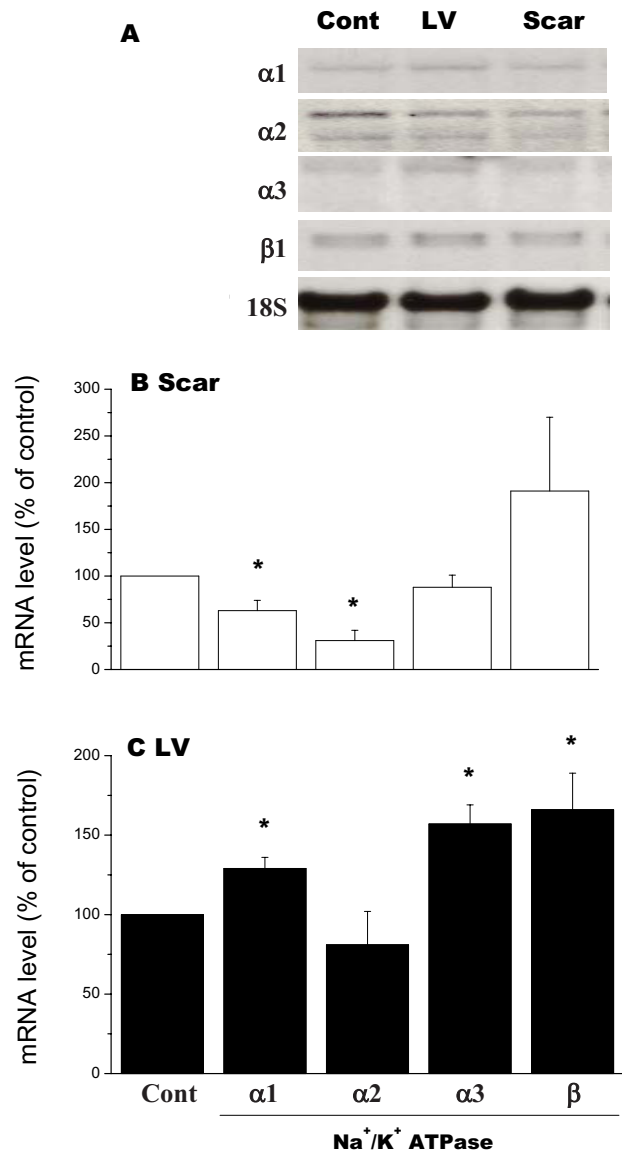 A
Cont LV Scar
α1
α2
α3
β1
18S
B Scar
mRNA level (% of control)
300
250
200
150
100
50
0
*
*
C LV
mRNA level (% of control)
200
150
100
50
0
*
*
*
Cont α1 α2 α3 β
Na⁺/K⁺ ATPase